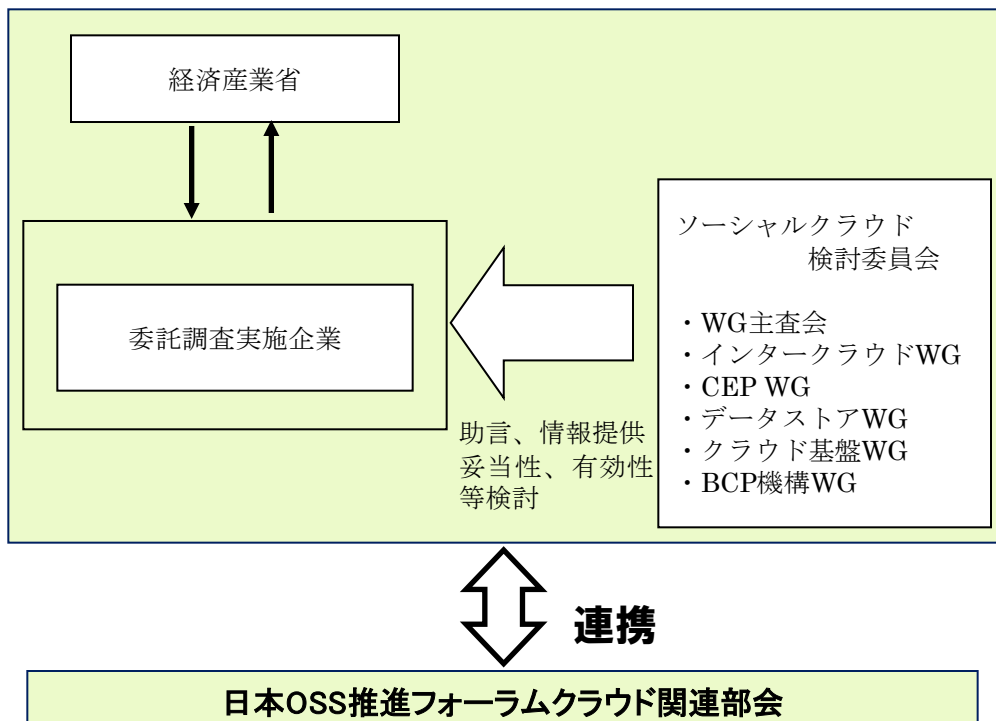 経済産業省
委託調査実施企業
助言、情報提供
妥当性、有効性
等検討
ソーシャルクラウド
検討委員会
・WG主査会
・インタークラウドWG
・CEP WG
・データストアWG
・クラウド基盤WG
・BCP機構WG
連携
日本OSS推進フォーラムクラウド関連部会